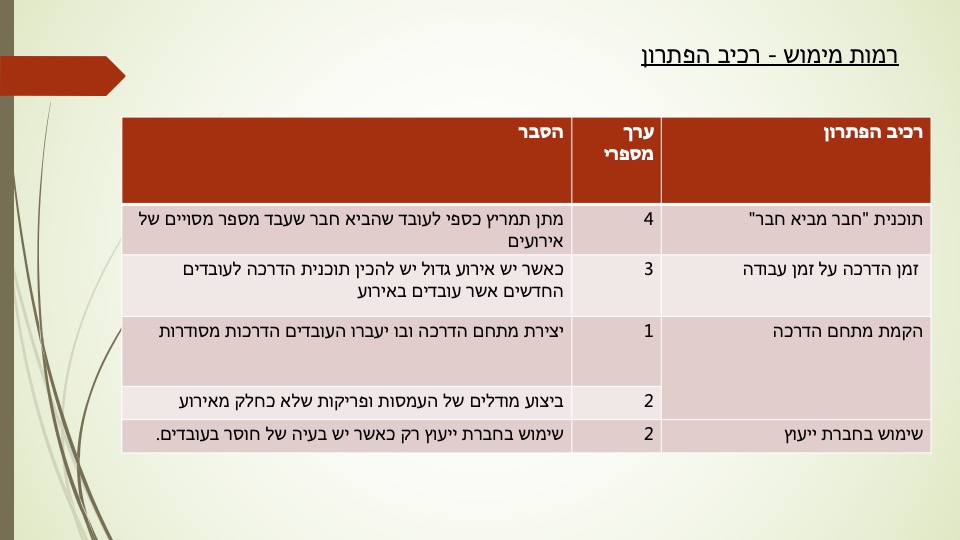 רמות מימוש - רכיב הפתרון
רכיב הפתרון
ערך
מספרי
הסבר
תוכנית "חבר מביא חבר"
4
מתן תמריץ כספי לעובד שהביא חבר שעבד מספר מסויים של
אירועים
זמן הדרכה על זמן עבודה
3
כאשר יש אירוע גדול יש להכין תוכנית הדרכה לעובדים
החדשים אשר עובדים באירוע
הקמת מתחם הדרכה
1
יצירת מתחם הדרכה ובו יעברו העובדים הדרכות מסודרות
2
ביצוע מודלים של העמסות ופריקות שלא כחלק מאירוע
שימוש בחברת ייעוץ
2
שימוש בחברת ייעוץ רק כאשר יש בעיה של חוסר בעובדים.